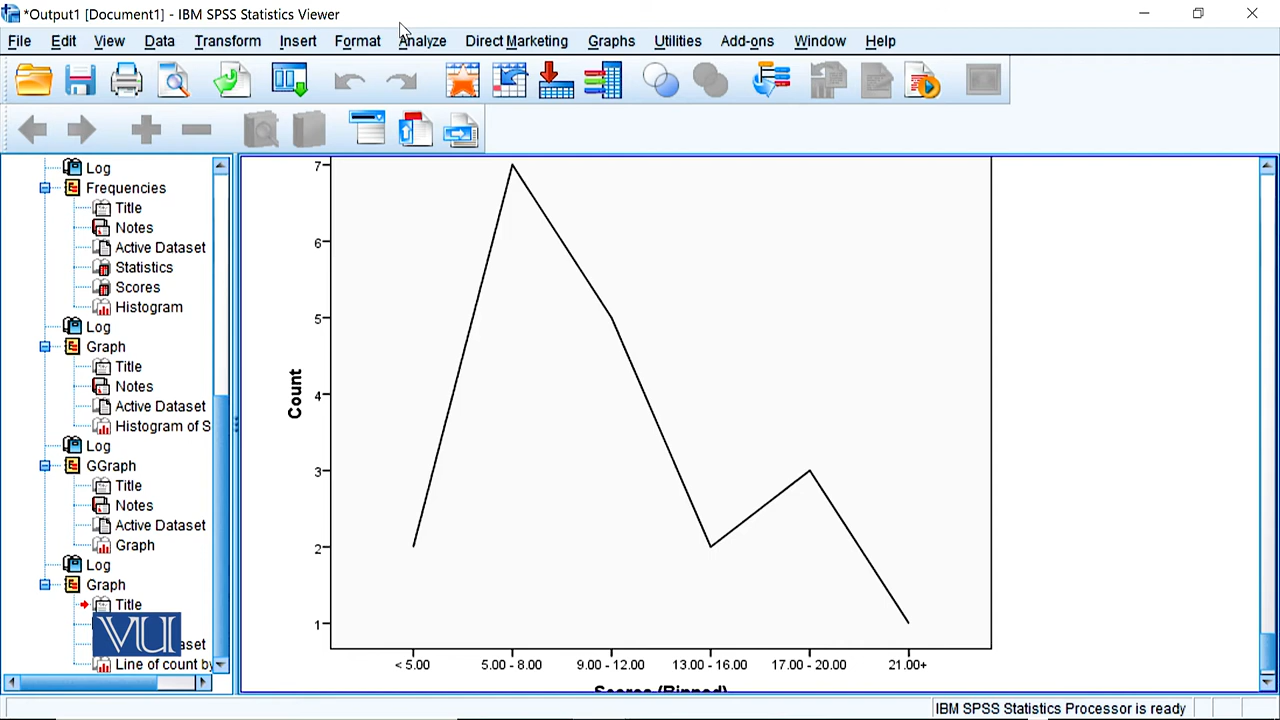 *Output1 [Document1] - IBM SPSS Statistics Viewer
File Edit View Data Transform Insert Format Analyze Direct Marketing Graphs Utilities Add-ons Window Help
Log
Frequencies
Title
Notes
Active Dataset
Statistics
Scores
Histogram
Log
Graph
Title
Notes
Active Dataset
Histogram of S
Log
GGraph
Title
Notes
Active Dataset
Graph
Log
Graph
Title
VU
aset
Line of count by
7
6
5
4
3
2
1
Count
< 5.00 5.00 - 8.00 9.00 - 12.00 13.00 - 16.00 17.00 - 20.00 21.00+
Scores (Binned)
IBM SPSS Statistics Processor is ready